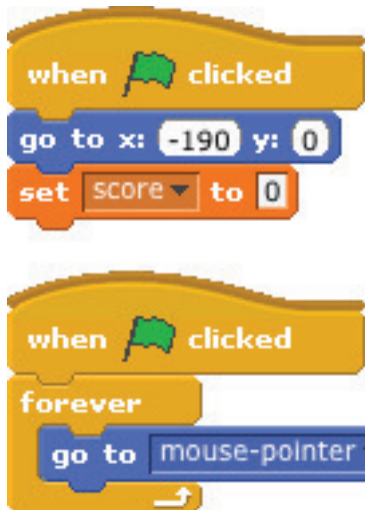 when clicked
go to x: -190 y: 0
set score to 0
when clicked
forever
go to mouse-pointer